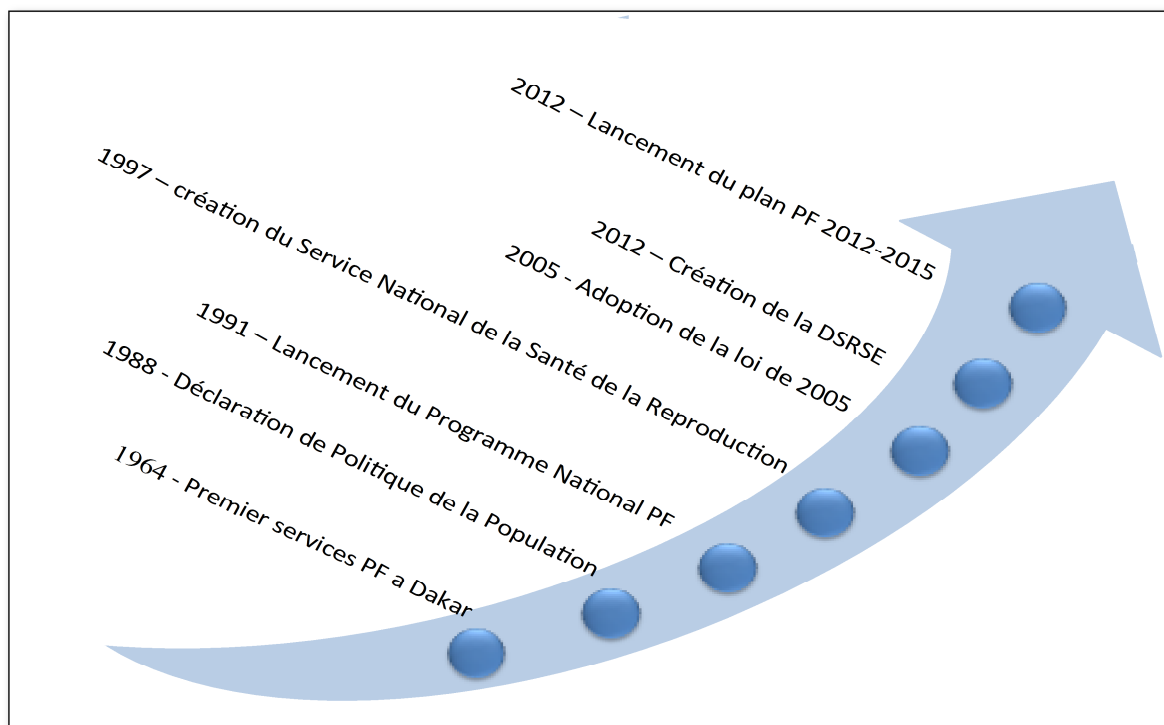 2012 – Lancement du plan PF 2012-2015
2012 – Création de la DSRSE
2005 - Adoption de la loi de 2005
1997 – création du Service National de la Santé de la Reproduction
1991 – Lancement du Programme National PF
1988 - Déclaration de Politique de la Population
1964 - Premier services PF a Dakar